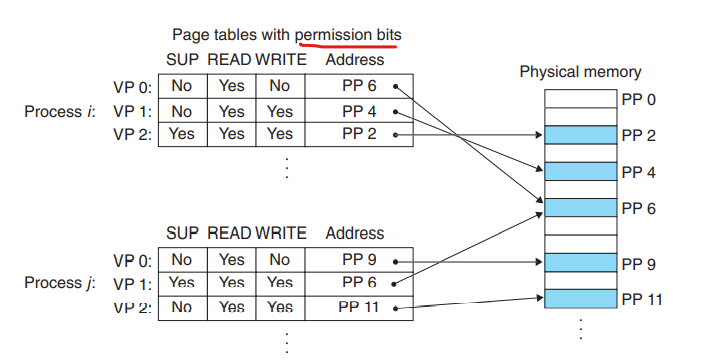 Page tables with permission bits
SUP READ WRITE Address
Physical memory
VP 0: No Yes No PP 6
PP 0
Process i: VP 1: No Yes Yes PP 4
VP 2: Yes Yes Yes PP 2
PP 2
PP 4
PP 6
SUP READ WRITE Address
VP 0: No Yes No PP 9
PP 9
Process j: VP 1: Yes Yes Yes PP 6
VP 2: No Yes Yes PP 11
PP 11